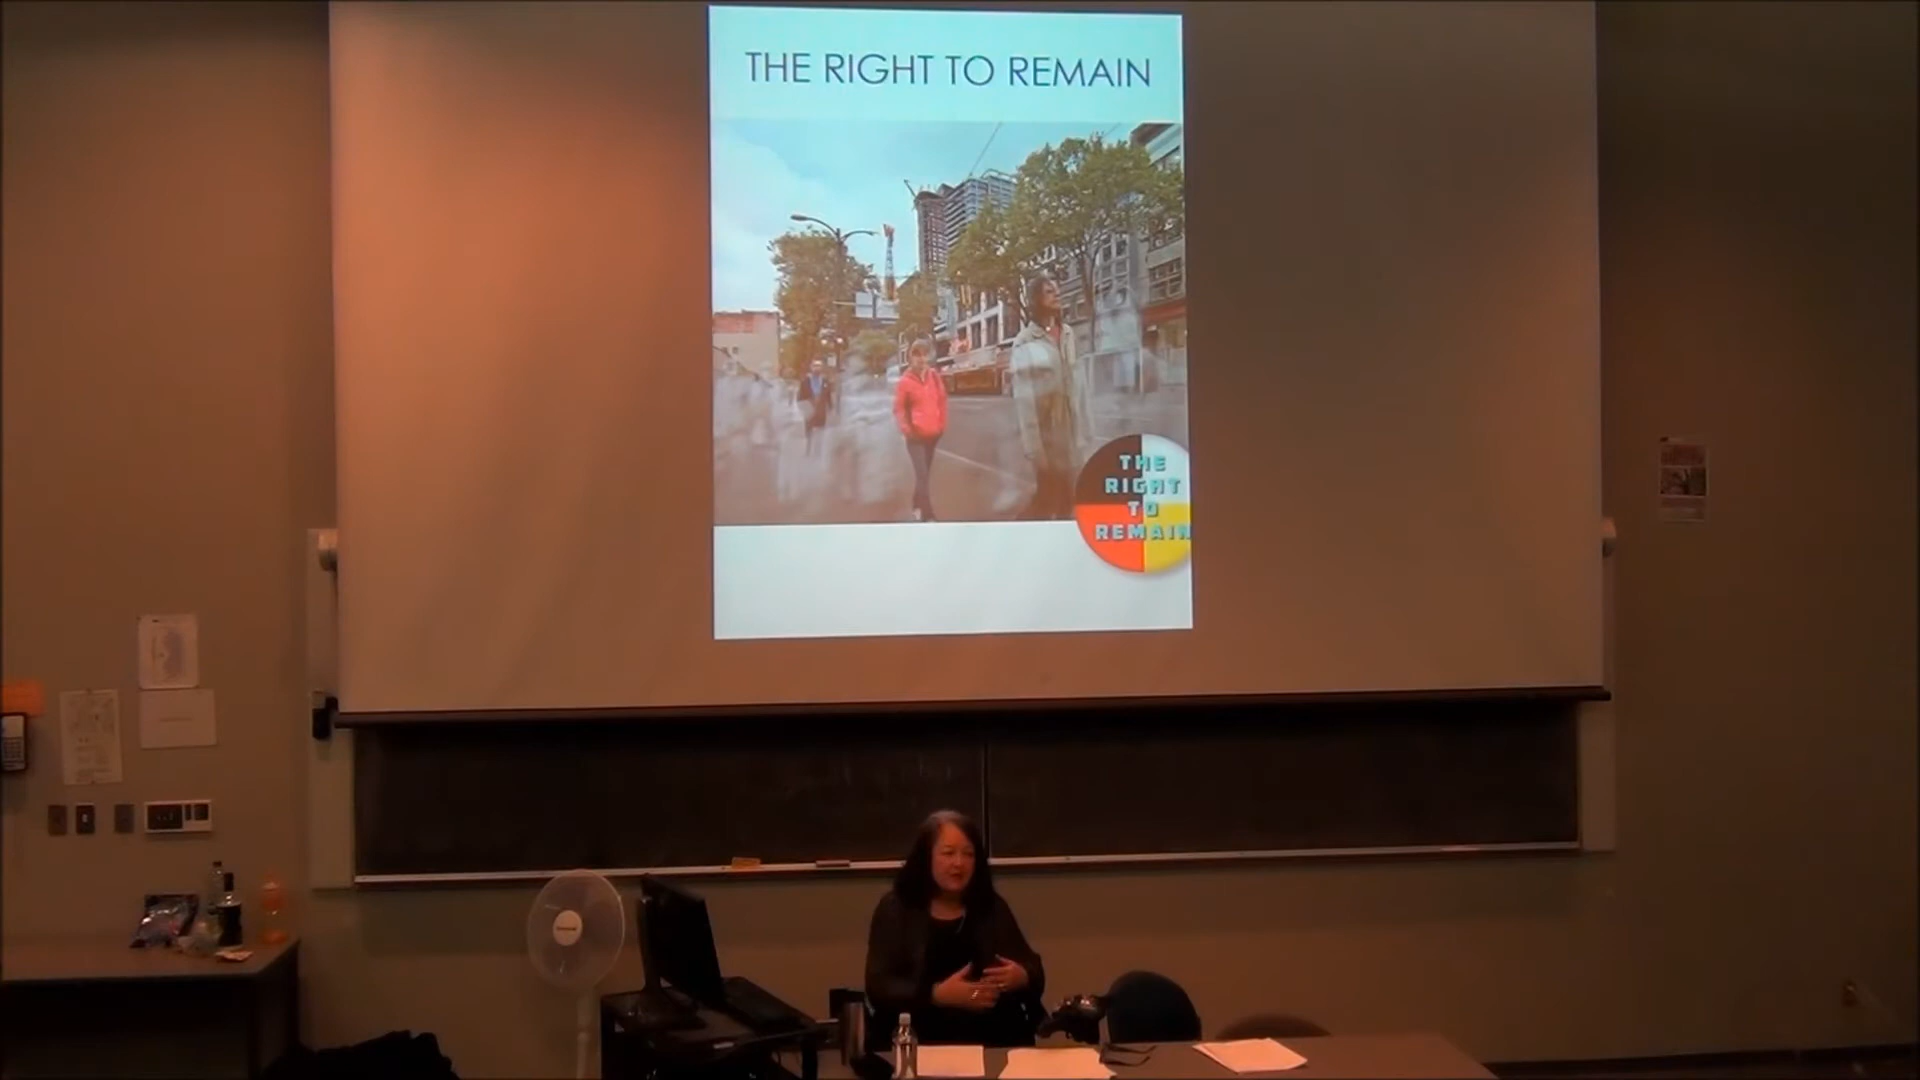 THE RIGHT TO REMAIN
THE
RIGHT
TO
REMAIN